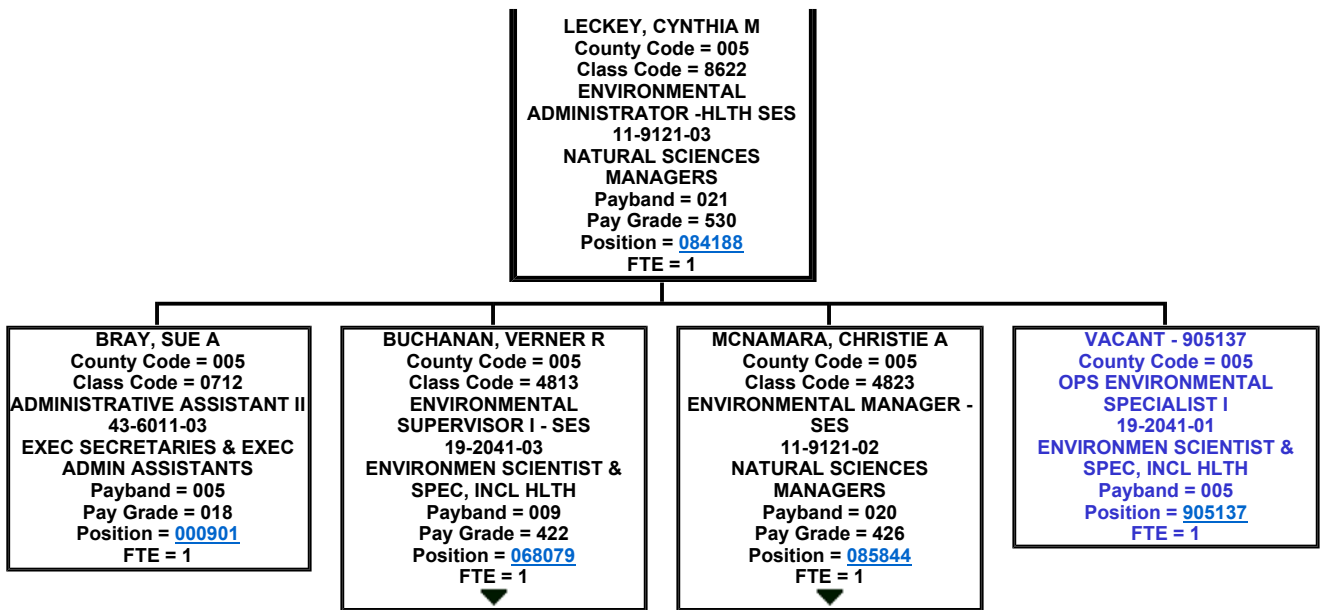 LECKEY, CYNTHIA M
County Code = 005
Class Code = 8622
ENVIRONMENTAL
ADMINISTRATOR -HLTH SES
11-9121-03
NATURAL SCIENCES
MANAGERS
Payband = 021
Pay Grade = 530
Position = 084188
FTE = 1
BRAY, SUE A
County Code = 005
Class Code = 0712
ADMINISTRATIVE ASSISTANT II
43-6011-03
EXEC SECRETARIES & EXEC
ADMIN ASSISTANTS
Payband = 005
Pay Grade = 018
Position = 000901
FTE = 1
BUCHANAN, VERNER R
County Code = 005
Class Code = 4813
ENVIRONMENTAL
SUPERVISOR I - SES
19-2041-03
ENVIRONMEN SCIENTIST &
SPEC, INCL HLTH
Payband = 009
Pay Grade = 422
Position = 068079
FTE = 1
MCNAMARA, CHRISTIE A
County Code = 005
Class Code = 4823
ENVIRONMENTAL MANAGER -
SES
11-9121-02
NATURAL SCIENCES
MANAGERS
Payband = 020
Pay Grade = 426
Position = 085844
FTE = 1
VACANT - 905137
County Code = 005
OPS ENVIRONMENTAL
SPECIALIST I
19-2041-01
ENVIRONMEN SCIENTIST &
SPEC, INCL HLTH
Payband = 005
Position = 905137
FTE = 1